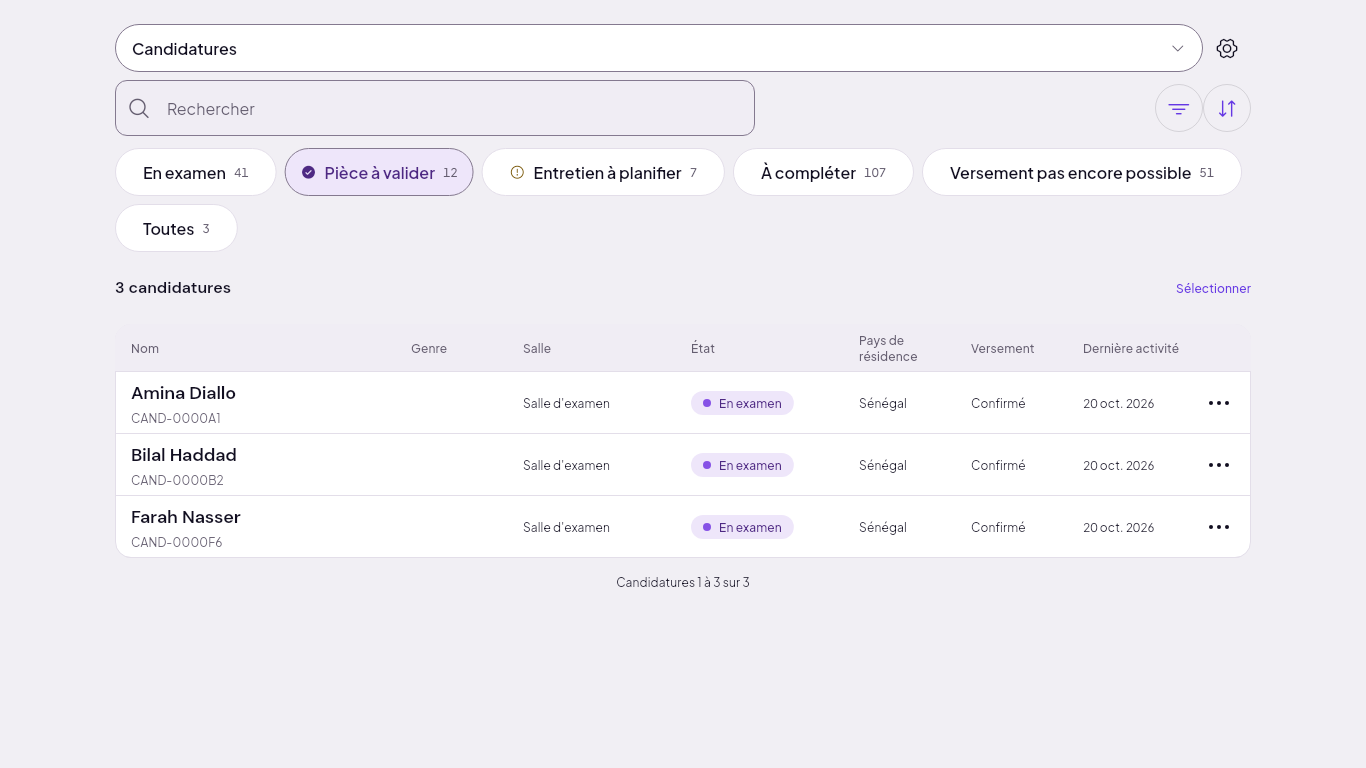 Candidatures
Rechercher
En examen 41
Pièce à valider 12
Entretien à planifier 7
À compléter 107
Versement pas encore possible 51
Toutes 3
3 candidatures
Sélectionner
Nom Genre Salle État Pays de résidence Versement Dernière activité
Amina Diallo
CAND-0000A1
Salle d'examen En examen Sénégal Confirmé 20 oct. 2026
Bilal Haddad
CAND-0000B2
Salle d'examen En examen Sénégal Confirmé 20 oct. 2026
Farah Nasser
CAND-0000F6
Salle d'examen En examen Sénégal Confirmé 20 oct. 2026
Candidatures 1 à 3 sur 3